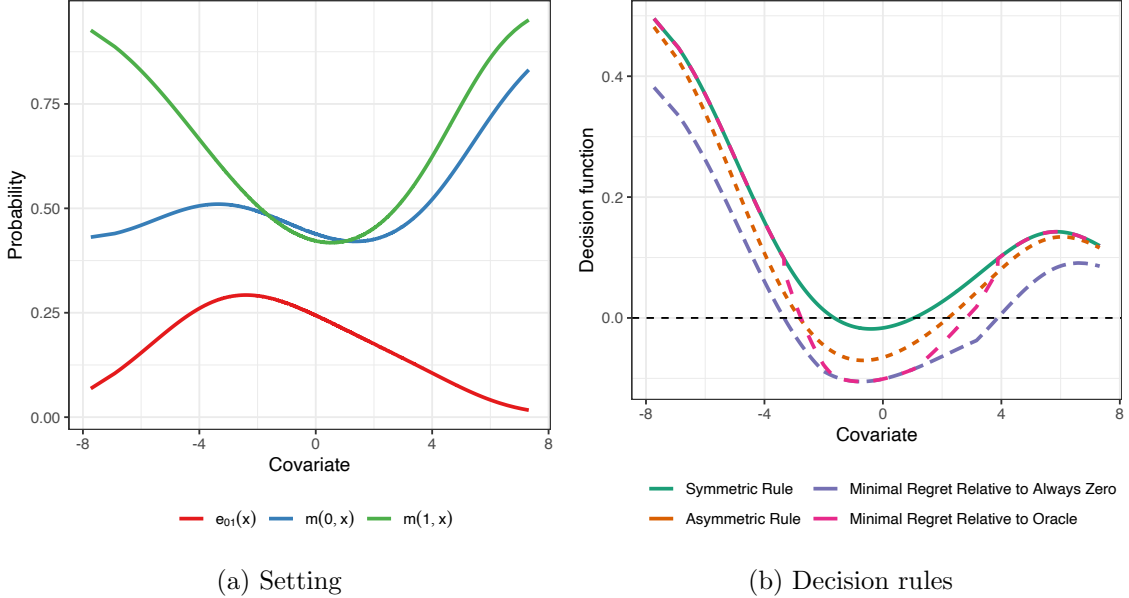 0.75
0.50
0.25
0.00
-8
-4
0
4
8
Probability
Covariate
e₀₁(x) m(0, x) m(1, x)
(a) Setting
0.4
0.2
0.0
-8
-4
0
4
8
Decision function
Covariate
Symmetric Rule Minimal Regret Relative to Always Zero
Asymmetric Rule Minimal Regret Relative to Oracle
(b) Decision rules